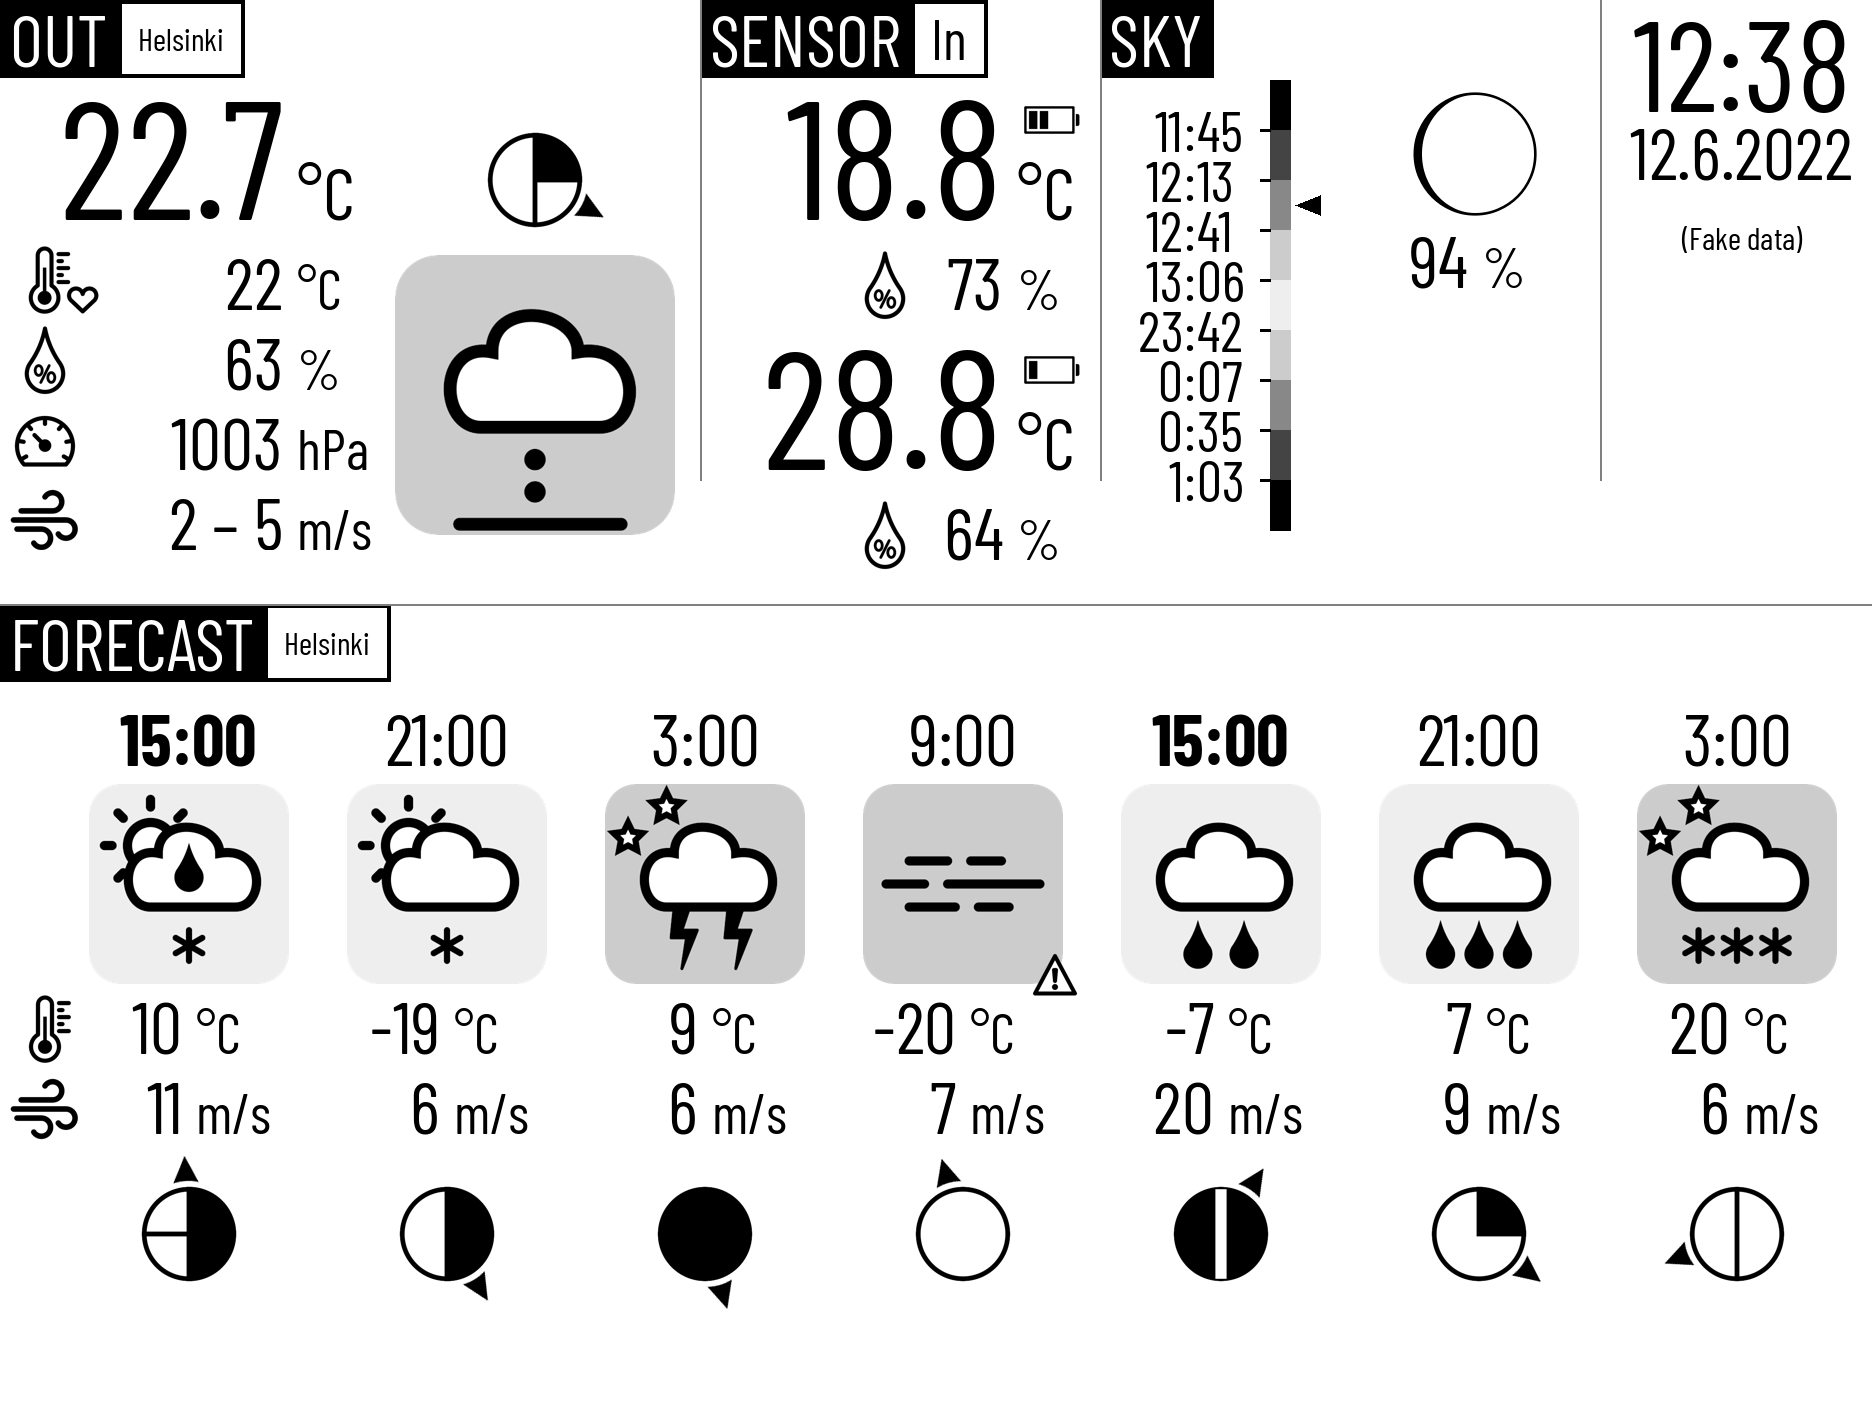 OUT Helsinki
22.7 °C
22 °C
% 63 %
1003 hPa
2 – 5 m/s
SENSOR In
18.8 °C
% 73 %
28.8 °C
% 64 %
SKY
11:45
12:13
12:41
13:06
23:42
0:07
0:35
1:03
94 %
12:38
12.6.2022
(Fake data)
FORECAST Helsinki
15:00 21:00 3:00 9:00 15:00 21:00 3:00
10 °C -19 °C 9 °C -20 °C -7 °C 7 °C 20 °C
11 m/s 6 m/s 6 m/s 7 m/s 20 m/s 9 m/s 6 m/s